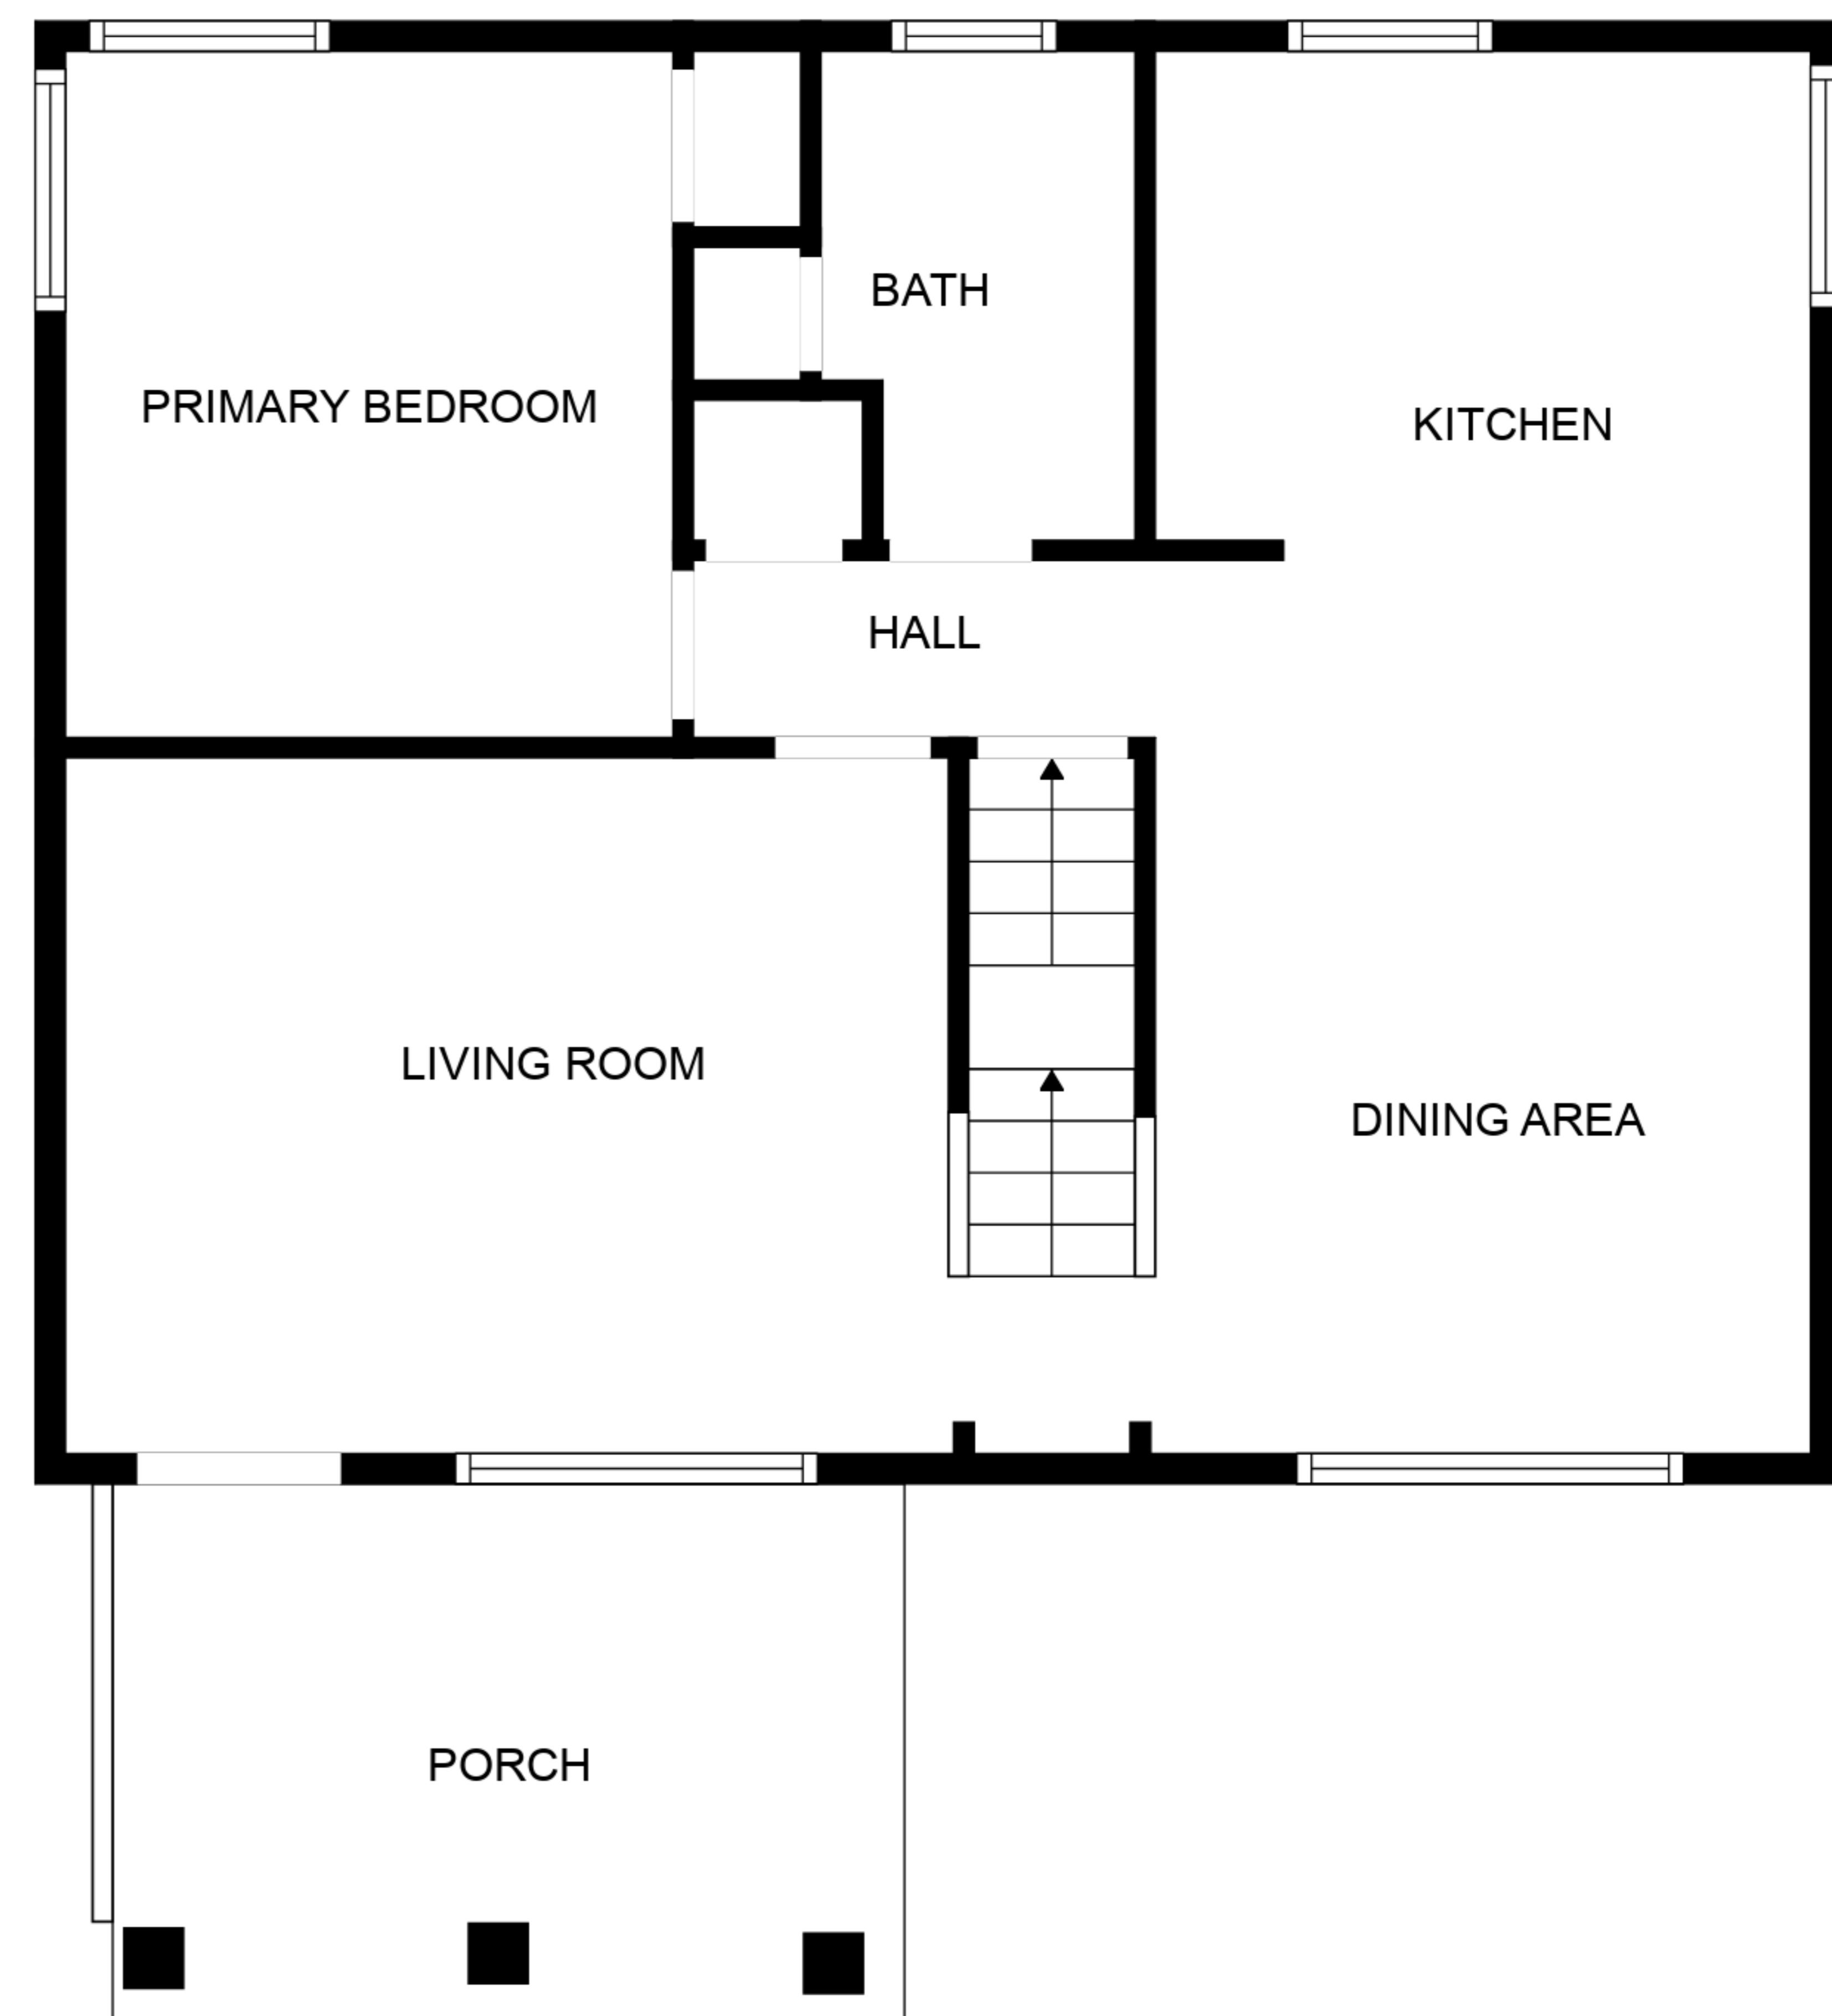 BATH
PRIMARY BEDROOM
KITCHEN
HALL
LIVING ROOM
DINING AREA
PORCH